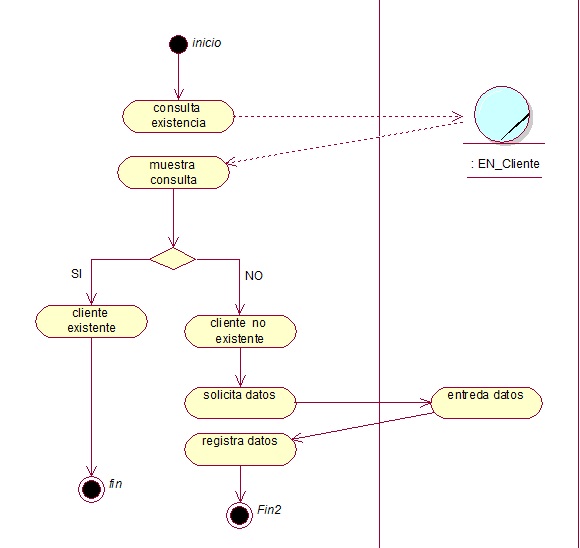 inicio
consulta
existencia
: EN_Cliente
muestra
consulta
SI
NO
cliente
existente
cliente no
existente
solicita datos
entreda datos
registra datos
fin
Fin2